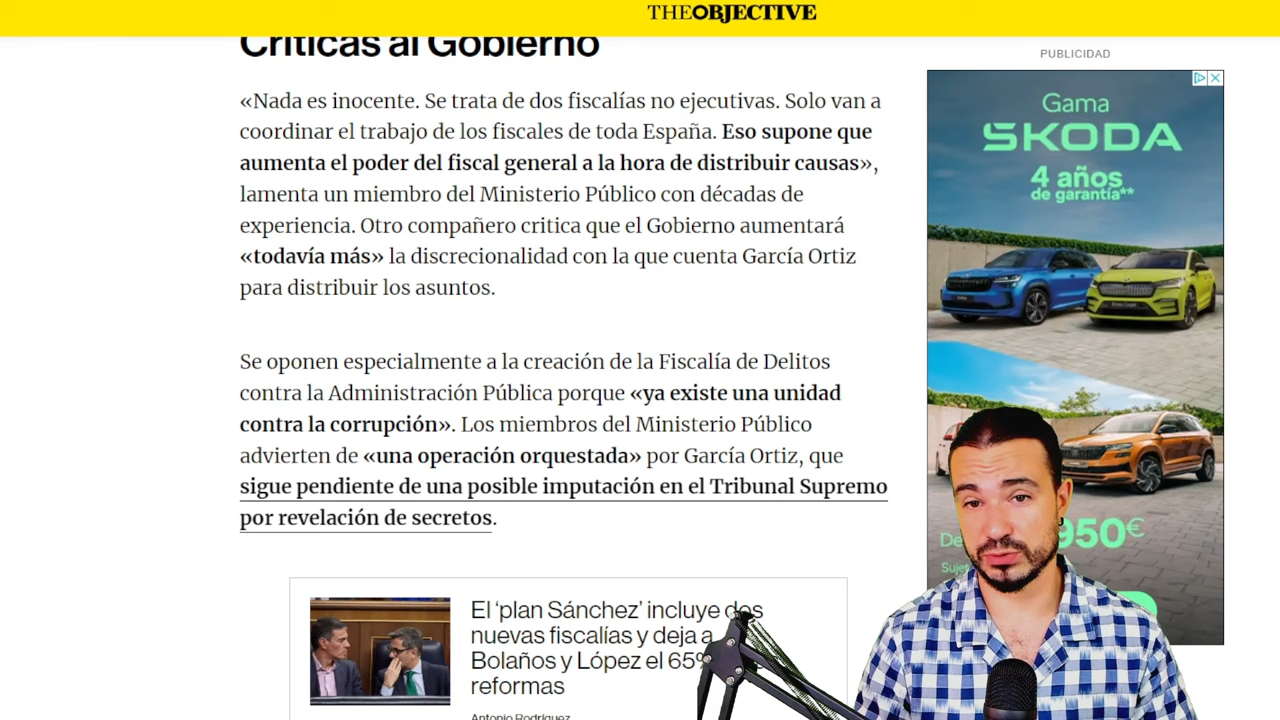 THEOBJECTIVE
Críticas al Gobierno
«Nada es inocente. Se trata de dos fiscalías no ejecutivas. Solo van a
coordinar el trabajo de los fiscales de toda España. Eso supone que
aumenta el poder del fiscal general a la hora de distribuir causas»,
lamenta un miembro del Ministerio Público con décadas de
experiencia. Otro compañero critica que el Gobierno aumentará
«todavía más» la discrecionalidad con la que cuenta García Ortiz
para distribuir los asuntos.
Se oponen especialmente a la creación de la Fiscalía de Delitos
contra la Administración Pública porque «ya existe una unidad
contra la corrupción». Los miembros del Ministerio Público
advierten de «una operación orquestada» por García Ortiz, que
sigue pendiente de una posible imputación en el Tribunal Supremo
por revelación de secretos.
El ‘plan Sánchez’ incluye dos
nuevas fiscalías y deja a
Bolaños y López el 65%
reformas
Antonio Rodríguez
PUBLICIDAD
Gama
SKODA
4 años
de garantía**
950€